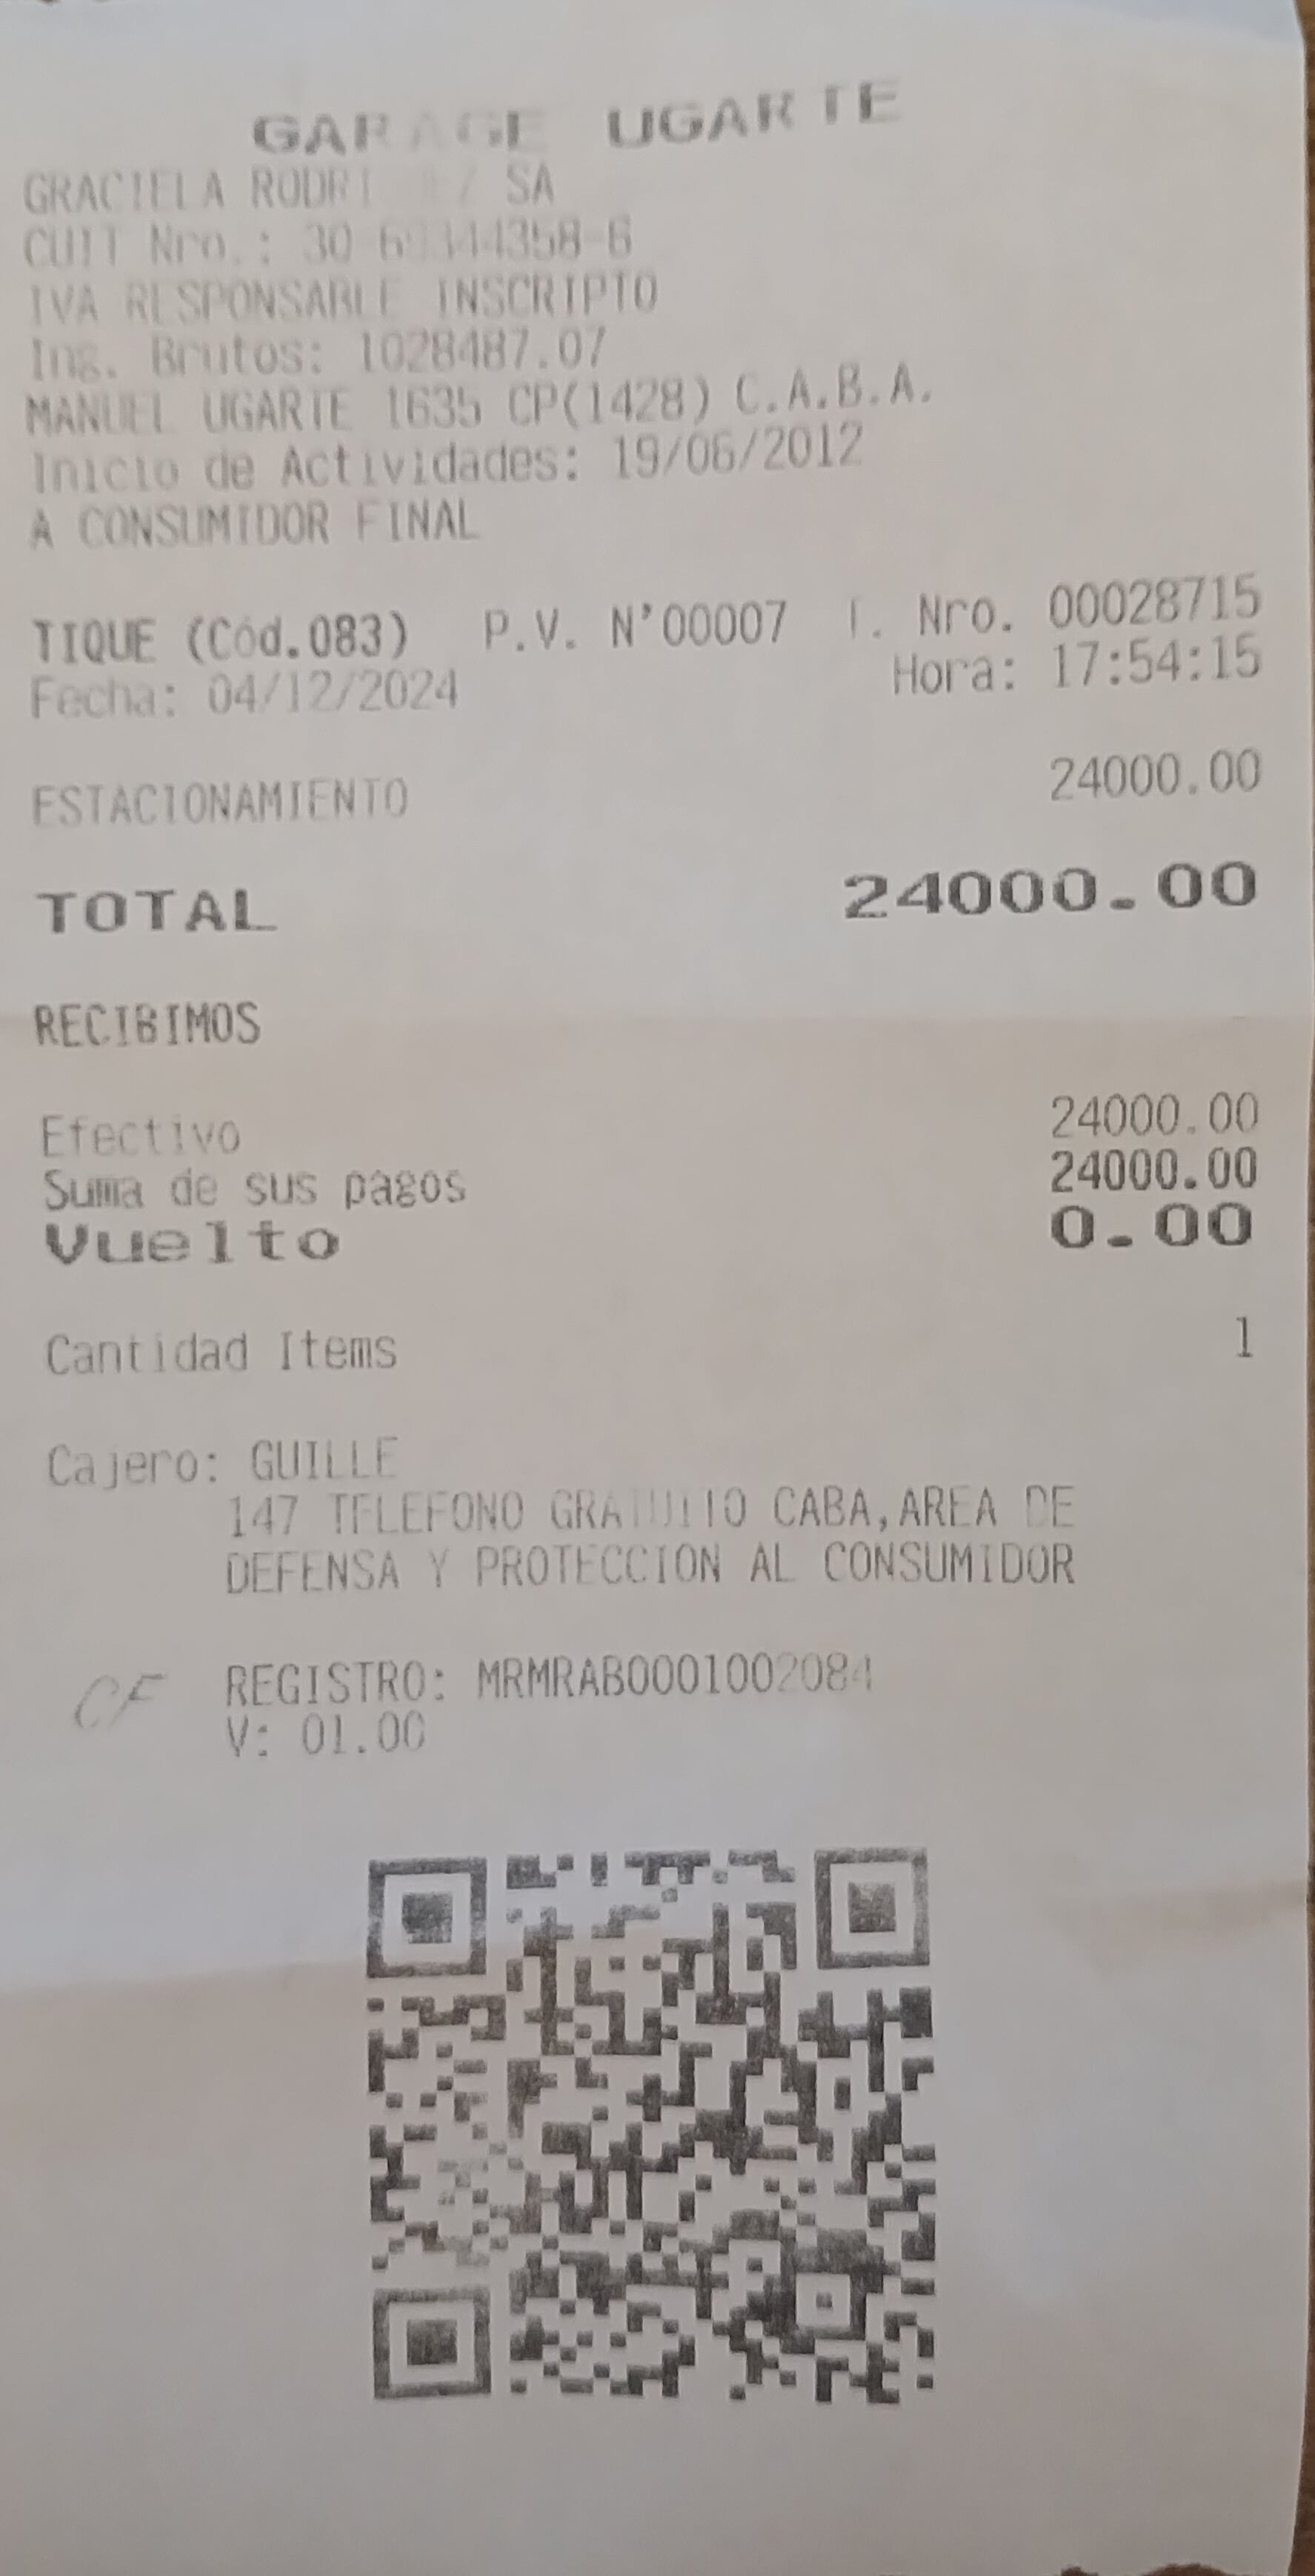 GARAGE UGARTE
GRACIELA SA
CUIT Nro.:
IVA RESPONSABLE INSCRIPTO
Ing. Brutos: 1028487.07
MANUEL UGARTE 1635 CP(1428) C.A.B.A.
Inicio de Actividades: 19/06/2012
A CONSUMIDOR FINAL
TIQUE (Cód.083) P.V. N'00007 T. Nro. 00028715
Fecha: 04/12/2024 Hora: 17:54:15
ESTACIONAMIENTO 24000.00
TOTAL 24000.00
RECIBIMOS
Efectivo 24000.00
Suma de sus pagos 24000.00
Vuelto 0.00
Cantidad Items 1
Cajero: GUILLE
147 TELEFONO GRATUITO CABA,AREA DE
DEFENSA Y PROTECCION AL CONSUMIDOR
CF REGISTRO: MRMRAB0001002084
V: 01.00